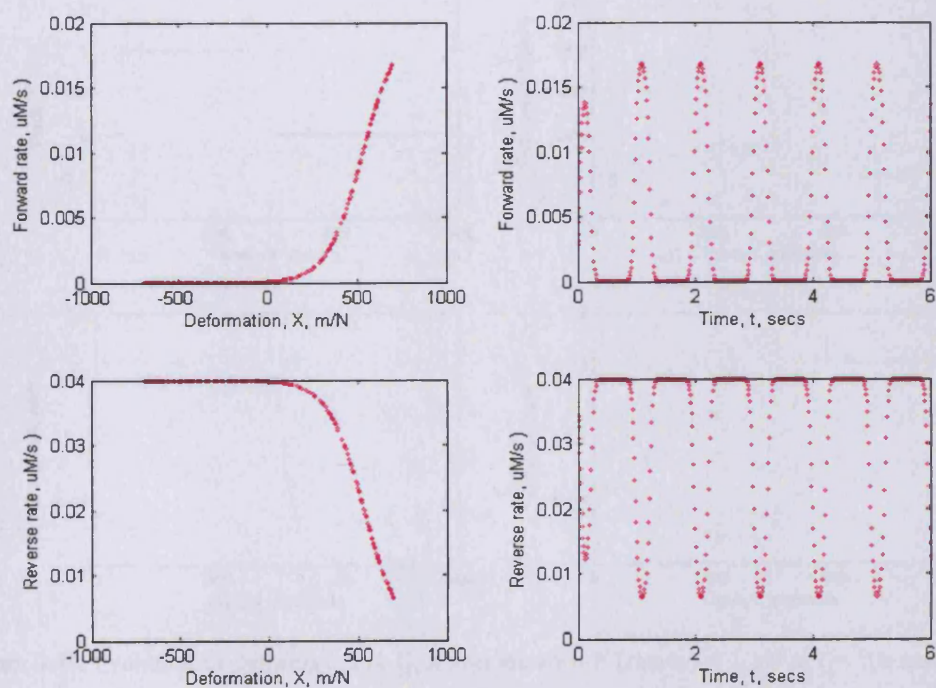 0.02
0.015
0.01
0.005
0
-1000 -500 0 500 1000
Forward rate, uM/s )
Deformation, X, m/N
0.02
0.015
0.01
0.005
0
0 2 4 6
Forward rate, uM/s )
Time, t, secs
0.04
0.03
0.02
0.01
0
-1000 -500 0 500 1000
Reverse rate, uM/s )
Deformation, X, m/N
0.04
0.03
0.02
0.01
0
0 2 4 6
Reverse rate, uM/s )
Time, t, secs